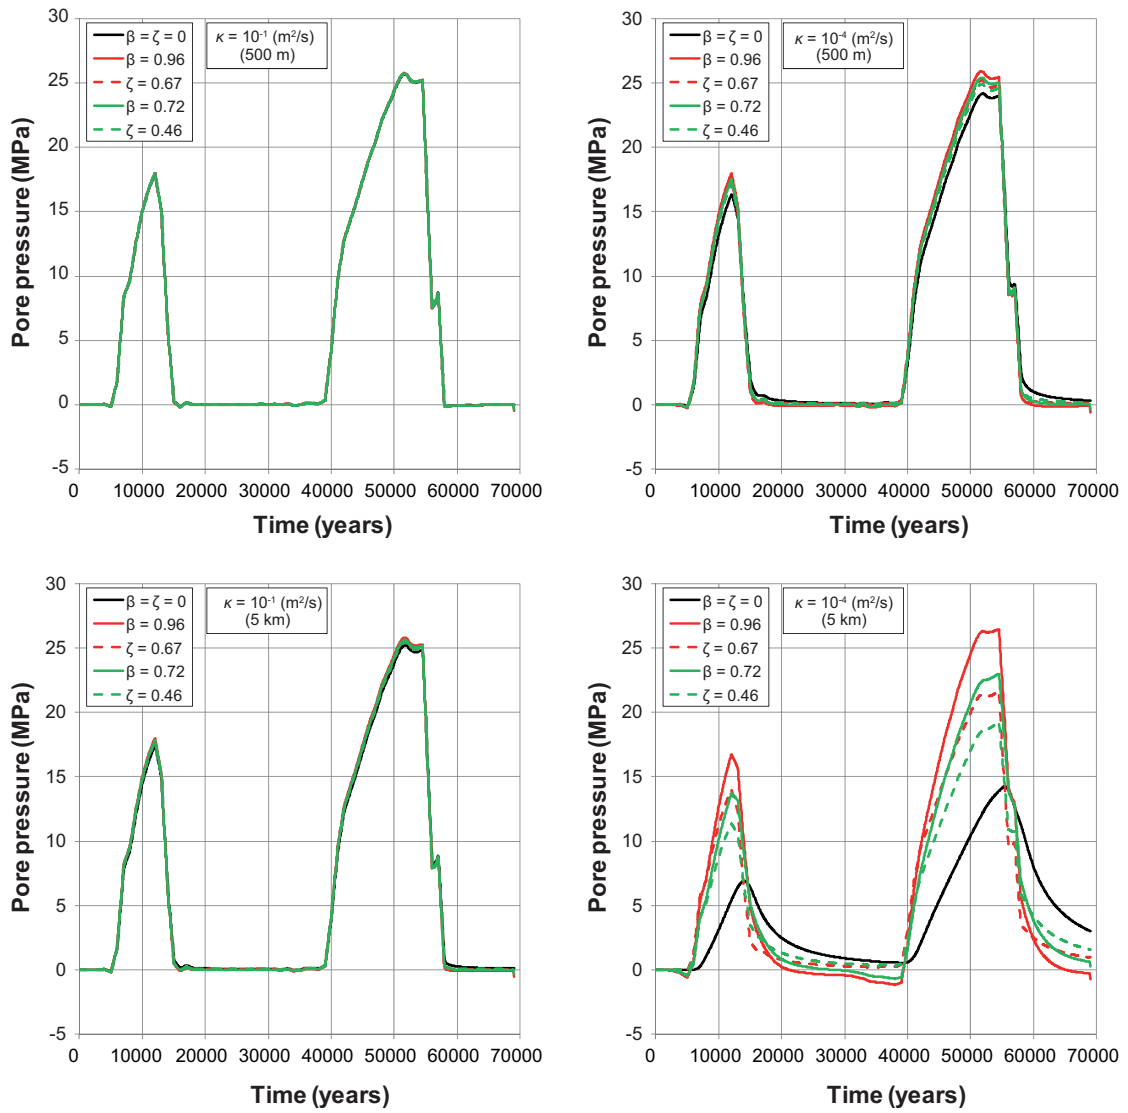 30
25
20
15
10
5
0
-5
β = ζ = 0
β = 0.96
ζ = 0.67
β = 0.72
ζ = 0.46
κ = 10⁻¹ (m²/s)
(500 m)
0 10000 20000 30000 40000 50000 60000 70000
Pore pressure (MPa)
Time (years)
30
25
20
15
10
5
0
-5
β = ζ = 0
β = 0.96
ζ = 0.67
β = 0.72
ζ = 0.46
κ = 10⁻⁴ (m²/s)
(500 m)
0 10000 20000 30000 40000 50000 60000 70000
Pore pressure (MPa)
Time (years)
30
25
20
15
10
5
0
-5
β = ζ = 0
β = 0.96
ζ = 0.67
β = 0.72
ζ = 0.46
κ = 10⁻¹ (m²/s)
(5 km)
0 10000 20000 30000 40000 50000 60000 70000
Pore pressure (MPa)
Time (years)
30
25
20
15
10
5
0
-5
β = ζ = 0
β = 0.96
ζ = 0.67
β = 0.72
ζ = 0.46
κ = 10⁻⁴ (m²/s)
(5 km)
0 10000 20000 30000 40000 50000 60000 70000
Pore pressure (MPa)
Time (years)